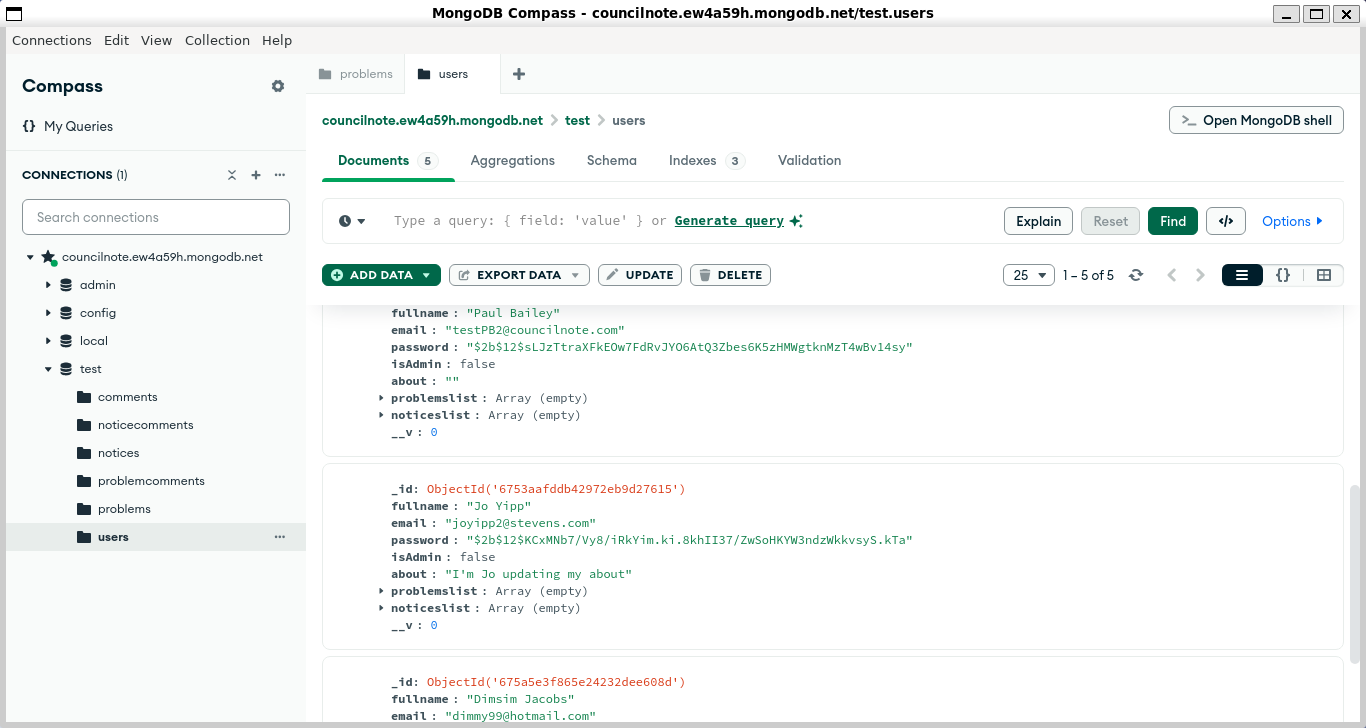 MongoDB Compass - councilnote.ew4a59h.mongodb.net/test.users
Connections Edit View Collection Help
Compass
My Queries
CONNECTIONS (1)
Search connections
councilnote.ew4a59h.mongodb.net
admin
config
local
test
comments
noticecomments
notices
problemcomments
problems
users
problems
users
councilnote.ew4a59h.mongodb.net > test > users
Open MongoDB shell
Documents 5 Aggregations Schema Indexes 3 Validation
Type a query: { field: 'value' } or Generate query
Explain Reset Find </> Options
ADD DATA EXPORT DATA UPDATE DELETE
25 1 – 5 of 5 {}
fullname : "Paul Bailey"
email : "testPB2@councilnote.com"
password : "$2b$12$sLJzTtraXFkEOw7FdRvJYO6AtQ3Zbes6K5zHMWgtknMzT4wBv14sy"
isAdmin : false
about : ""
problemslist : Array (empty)
noticeslist : Array (empty)
__v : 0
_id: ObjectId('6753aafddb42972eb9d27615')
fullname : "Jo Yipp"
email : "joyipp2@stevens.com"
password : "$2b$12$KCxMNb7/Vy8/iRkYim.ki.8khII37/ZwSoHKYW3ndzWkkvsyS.kTa"
isAdmin : false
about : "I'm Jo updating my about"
problemslist : Array (empty)
noticeslist : Array (empty)
__v : 0
_id: ObjectId('675a5e3f865e24232dee608d')
fullname : "Dimsim Jacobs"
email : "dimmy99@hotmail.com"